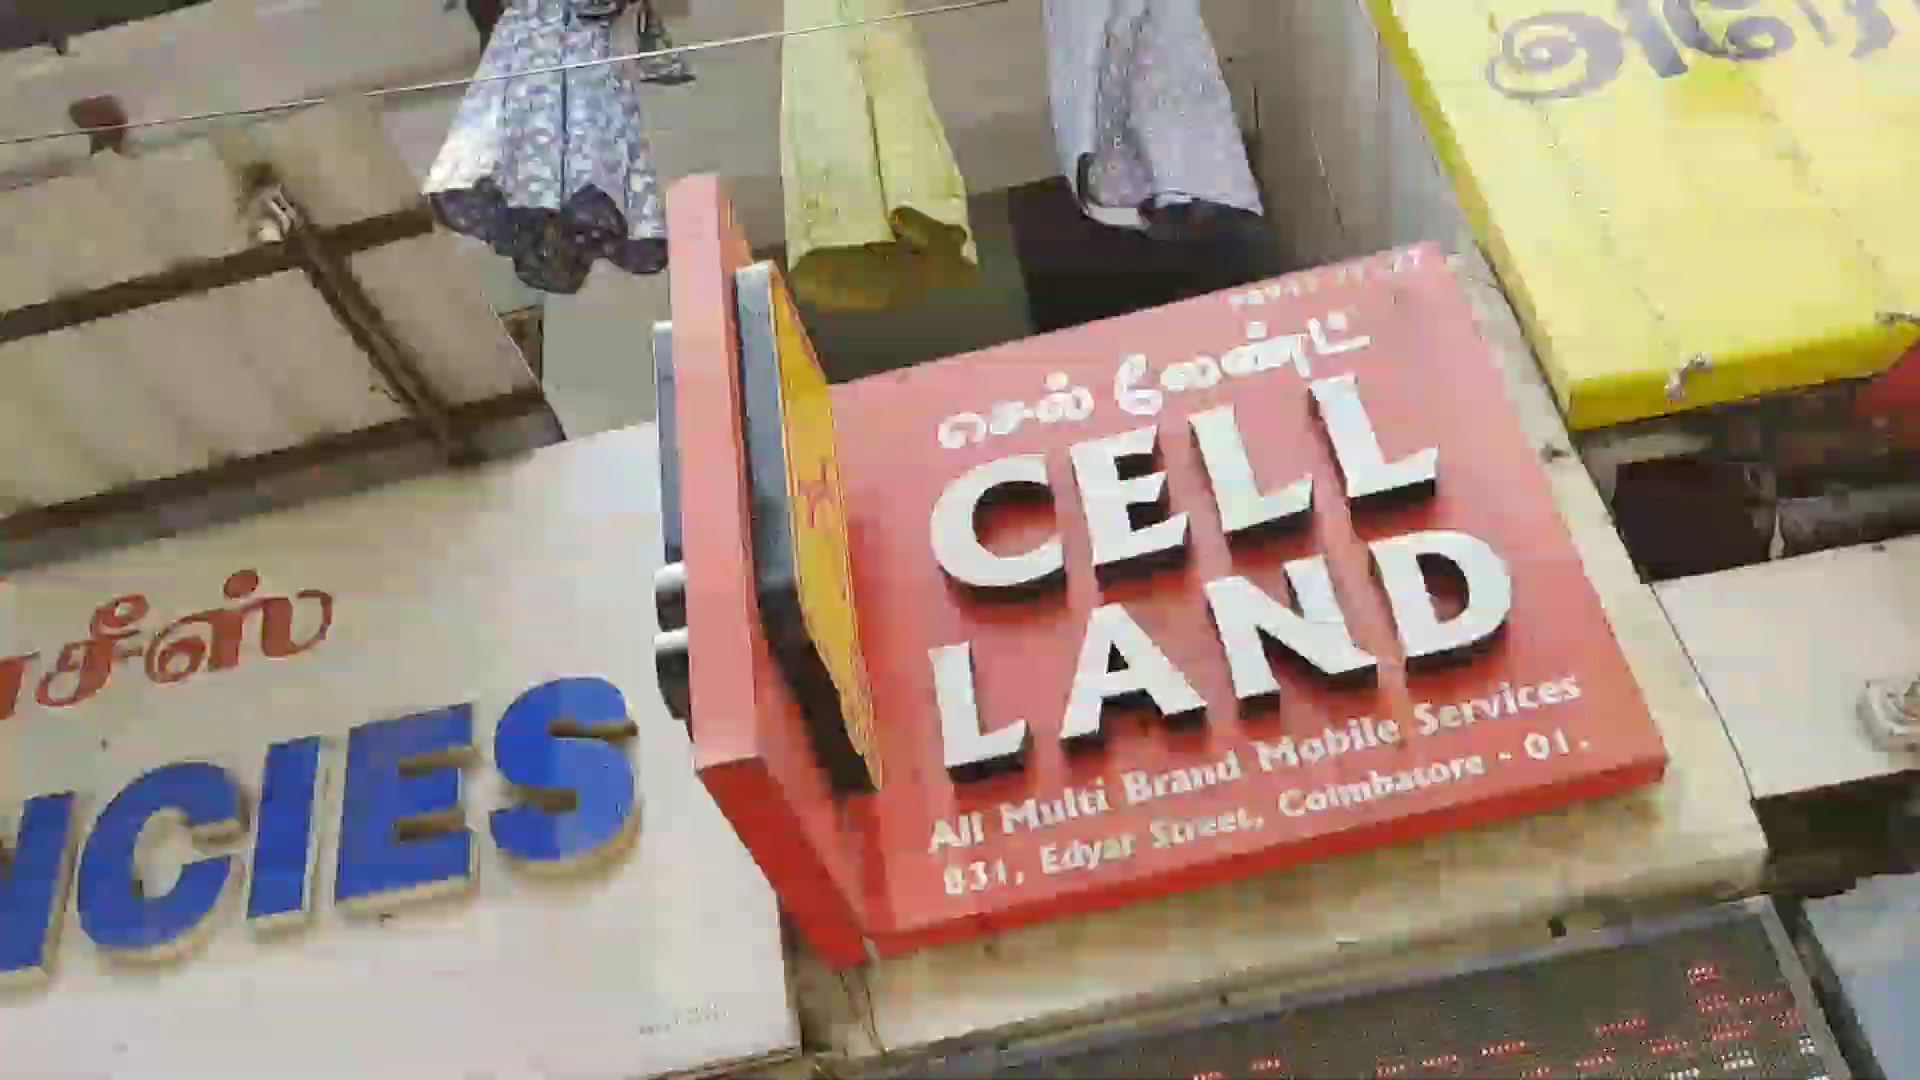 செல் லேண்ட்
CELL
LAND
All Multi Brand Mobile Services
831, Edyar Street, Coimbatore - 01.
சீஸ்
NCIES